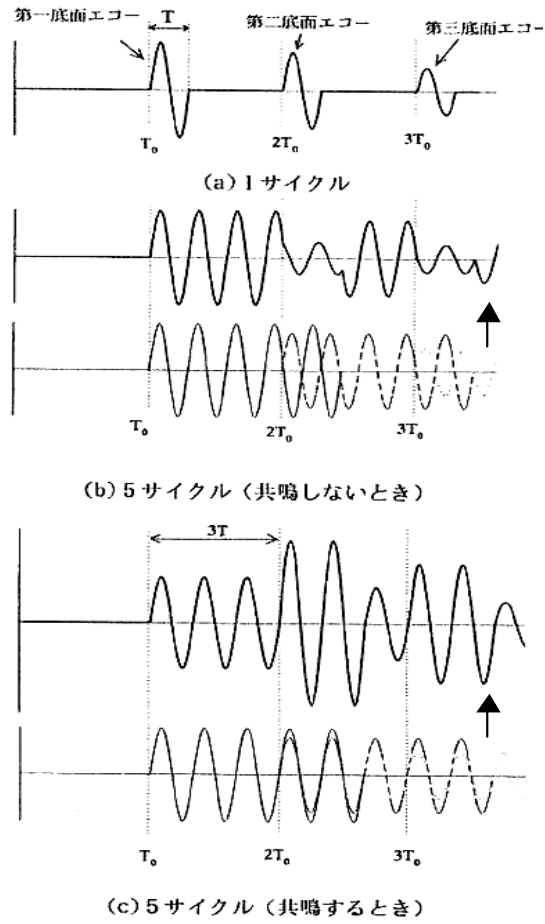 第一底面エコー T 第二底面エコー 第三底面エコー
T₀ 2T₀ 3T₀
(a) 1サイクル
T₀ 2T₀ 3T₀
(b) 5サイクル (共鳴しないとき)
3T
T₀ 2T₀ 3T₀
(c) 5サイクル (共鳴するとき)